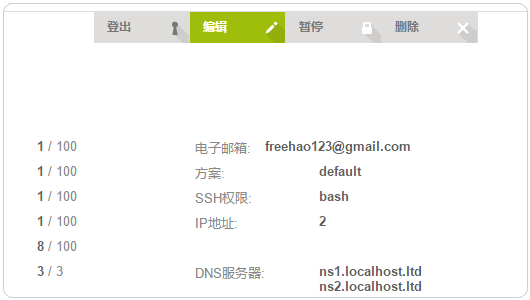 登出 编辑 暂停 删除
1 / 100 电子邮箱: freehao123@gmail.com
1 / 100 方案: default
1 / 100 SSH权限: bash
1 / 100 IP地址: 2
8 / 100
3 / 3 DNS服务器: ns1.localhost.ltd
ns2.localhost.ltd